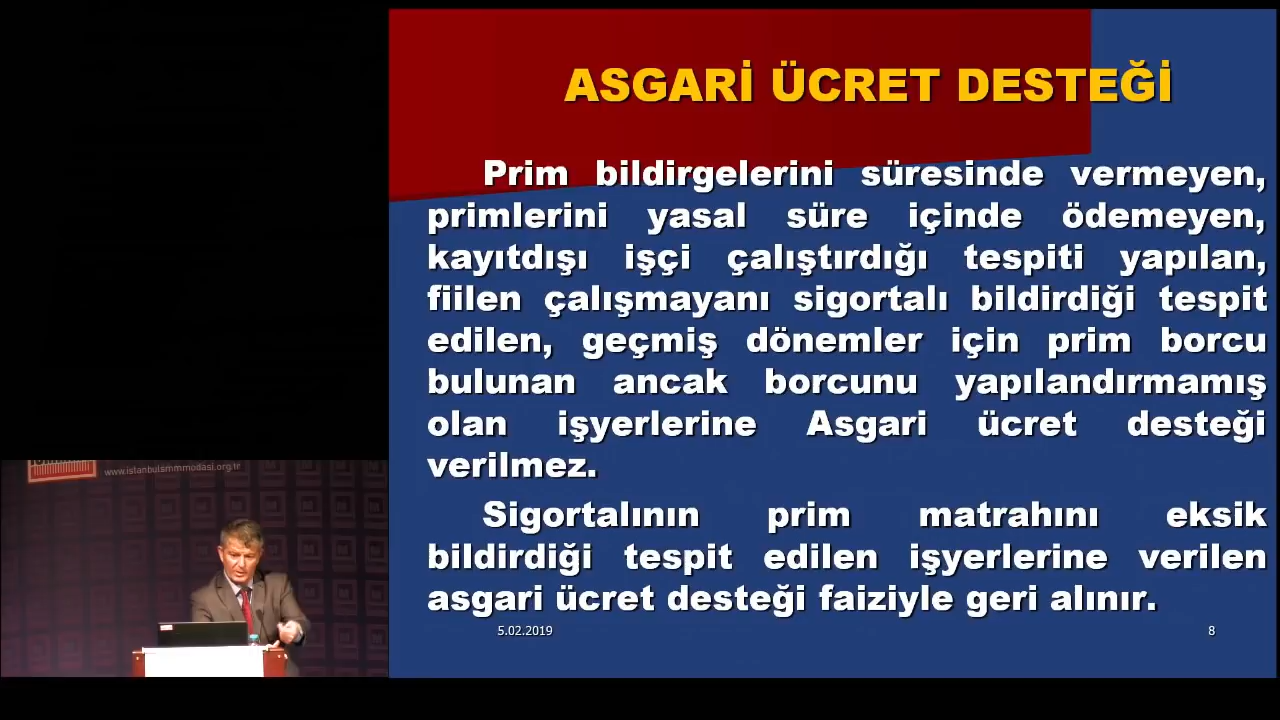 ASGARİ ÜCRET DESTEĞİ
Prim bildirgelerini süresinde vermeyen,
primlerini yasal süre içinde ödemeyen,
kayıtdışı işçi çalıştırdığı tespiti yapılan,
fiilen çalışmayanı sigortalı bildirdiği tespit
edilen, geçmiş dönemler için prim borcu
bulunan ancak borcunu yapılandırmamış
olan işyerlerine Asgari ücret desteği
verilmez.
Sigortalının prim matrahını eksik
bildirdiği tespit edilen işyerlerine verilen
asgari ücret desteği faiziyle geri alınır.
5.02.2019
8
www.istanbulsmmmodasi.org.tr